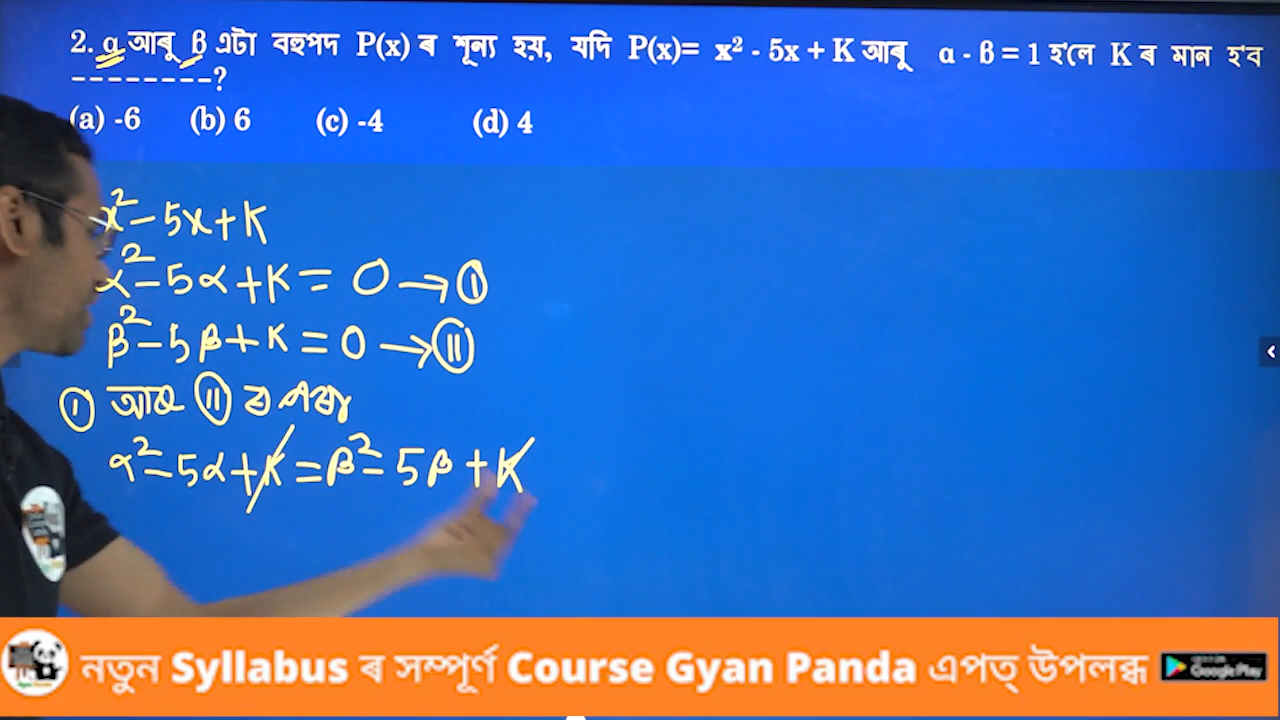 2. α আৰু β এটা বহুপদ P(x) ৰ শূন্য হয়, যদি P(x)= x² - 5x + K আৰু α - β = 1 হ'লে K ৰ মান হ'ব
--------?
(a) -6 (b) 6 (c) -4 (d) 4
x² - 5x + K
α² - 5α + K = 0 → Ⅰ
β² - 5β + K = 0 → Ⅱ
Ⅰ আৰু Ⅱ ৰ পৰা
α² - 5α + K = β² - 5β + K
নতুন Syllabus ৰ সম্পূৰ্ণ Course Gyan Panda এপত্ উপলব্ধ
Google Play